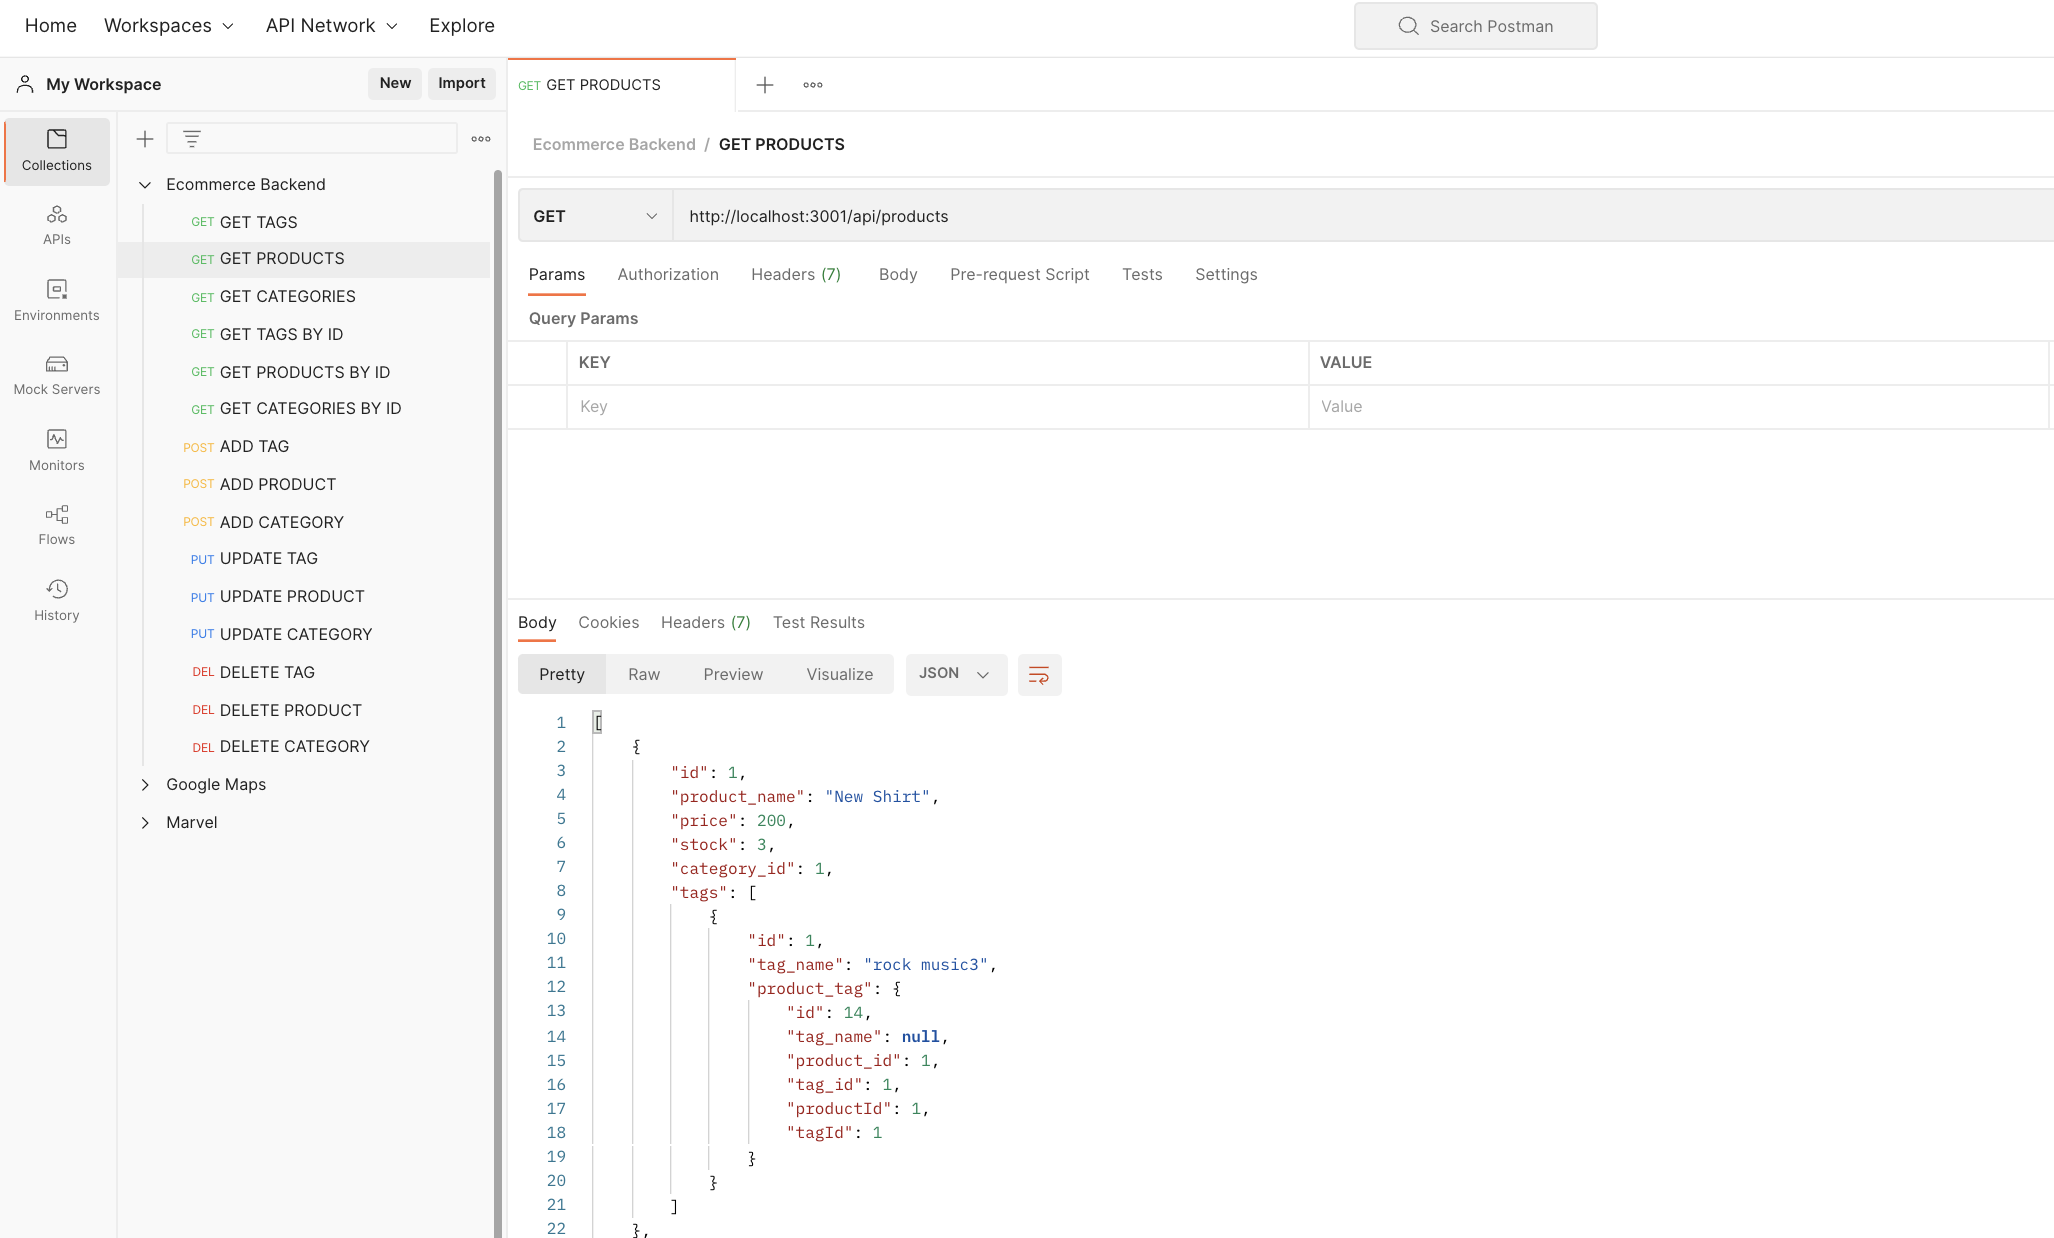 Home Workspaces API Network Explore Search Postman
My Workspace New Import
GET GET PRODUCTS
Collections
APIs
Environments
Mock Servers
Monitors
Flows
History
Ecommerce Backend
GET GET TAGS
GET GET PRODUCTS
GET GET CATEGORIES
GET GET TAGS BY ID
GET GET PRODUCTS BY ID
GET GET CATEGORIES BY ID
POST ADD TAG
POST ADD PRODUCT
POST ADD CATEGORY
PUT UPDATE TAG
PUT UPDATE PRODUCT
PUT UPDATE CATEGORY
DEL DELETE TAG
DEL DELETE PRODUCT
DEL DELETE CATEGORY
Google Maps
Marvel
Ecommerce Backend / GET PRODUCTS
GET http://localhost:3001/api/products
Params Authorization Headers (7) Body Pre-request Script Tests Settings
Query Params
KEY VALUE
Key Value
Body Cookies Headers (7) Test Results
Pretty Raw Preview Visualize JSON
1 [
2 {
3 "id": 1,
4 "product_name": "New Shirt",
5 "price": 200,
6 "stock": 3,
7 "category_id": 1,
8 "tags": [
9 {
10 "id": 1,
11 "tag_name": "rock music3",
12 "product_tag": {
13 "id": 14,
14 "tag_name": null,
15 "product_id": 1,
16 "tag_id": 1,
17 "productId": 1,
18 "tagId": 1
19 }
20 }
21 ]
22 },